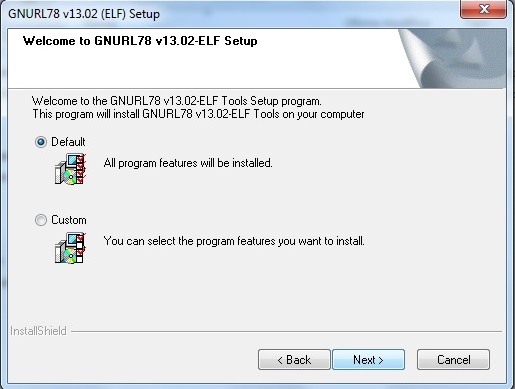 GNURL78 v13.02 (ELF) Setup
Welcome to GNURL78 v13.02-ELF Setup
Welcome to the GNURL78 v13.02-ELF Tools Setup program.
This program will install GNURL78 v13.02-ELF Tools on your computer
Default
All program features will be installed.
Custom
You can select the program features you want to install.
InstallShield
< Back
Next >
Cancel